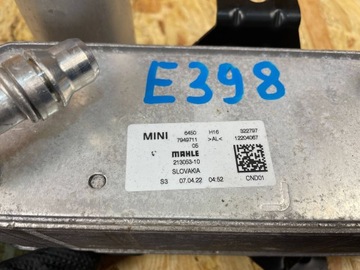 E398
MINI 6450 H16 322797
7949711 >AL< 12204067
05
MAHLE
213053-10
SLOVAKIA
S3 07.04.22 04:52 CND01